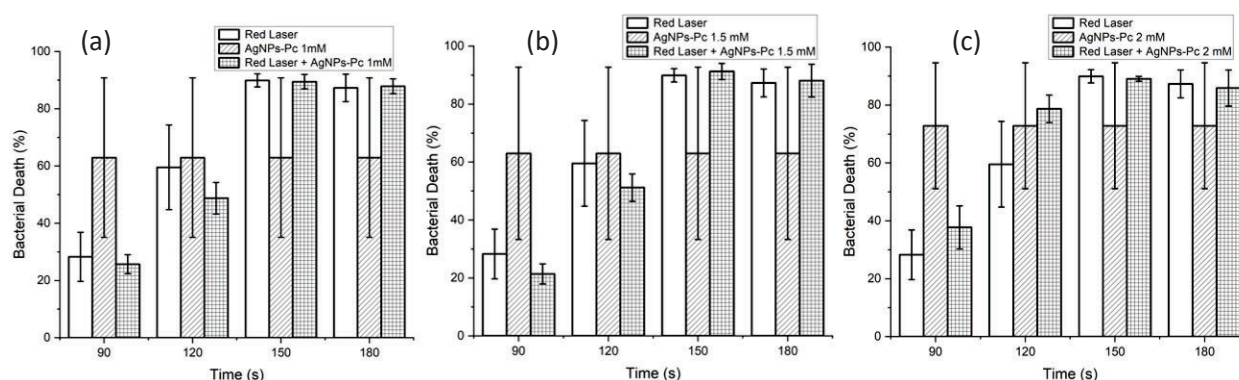 (a)
Red Laser
AgNPs-Pc 1mM
Red Laser + AgNPs-Pc 1mM
Bacterial Death (%)
100
80
60
40
20
0
90 120 150 180
Time (s)
(b)
Red Laser
AgNPs-Pc 1.5 mM
Red Laser + AgNPs-Pc 1.5 mM
Bacterial Death (%)
100
80
60
40
20
0
90 120 150 180
Time (s)
(c)
Red Laser
AgNPs-Pc 2 mM
Red Laser + AgNPs-Pc 2 mM
Bacterial Death (%)
100
80
60
40
20
0
90 120 150 180
Time (s)